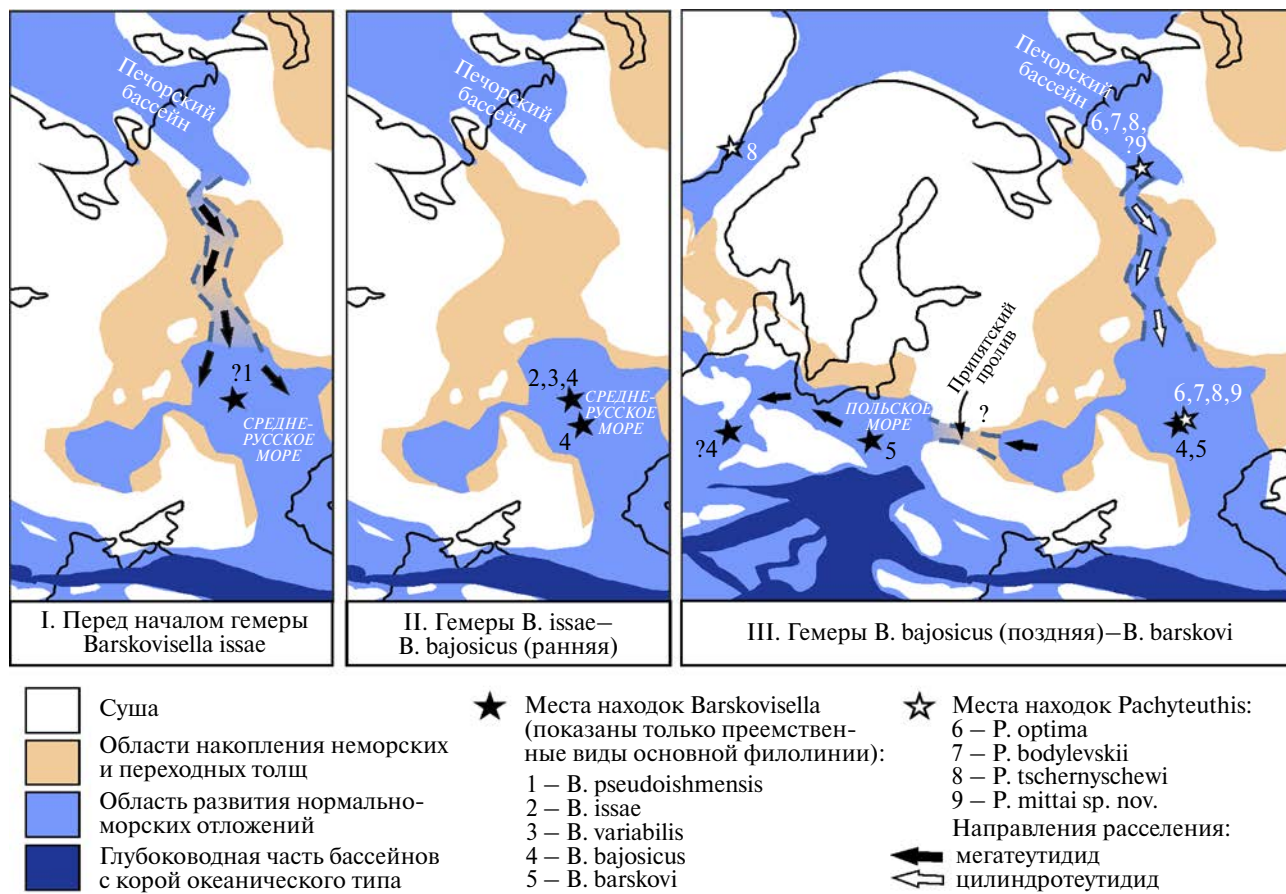 Печорский
бассейн
?1
СРЕДНЕ-
РУССКОЕ
МОРЕ
I. Перед началом гемеры
Barskovisella issae
Печорский
бассейн
2,3,4
4
СРЕДНЕ-
РУССКОЕ
МОРЕ
II. Гемеры B. issae–
B. bajosicus (ранняя)
Печорский
бассейн
6,7,8,
?9
8
Припятский
пролив
?
ПОЛЬСКОЕ
МОРЕ
?4
5
6,7,8,9
4,5
III. Гемеры B. bajosicus (поздняя)–B. barskovi
Суша
Области накопления неморских
и переходных толщ
Область развития нормально-
морских отложений
Глубоководная часть бассейнов
с корой океанического типа
Места находок Barskovisella
(показаны только преемствен-
ные виды основной филолинии):
1 – B. pseudoishmensis
2 – B. issae
3 – B. variabilis
4 – B. bajosicus
5 – B. barskovi
Места находок Pachyteuthis:
6 – P. optima
7 – P. bodylevskii
8 – P. tschernyschewi
9 – P. mittai sp. nov.
Направления расселения:
мегатеутидид
цилиндротеутидид